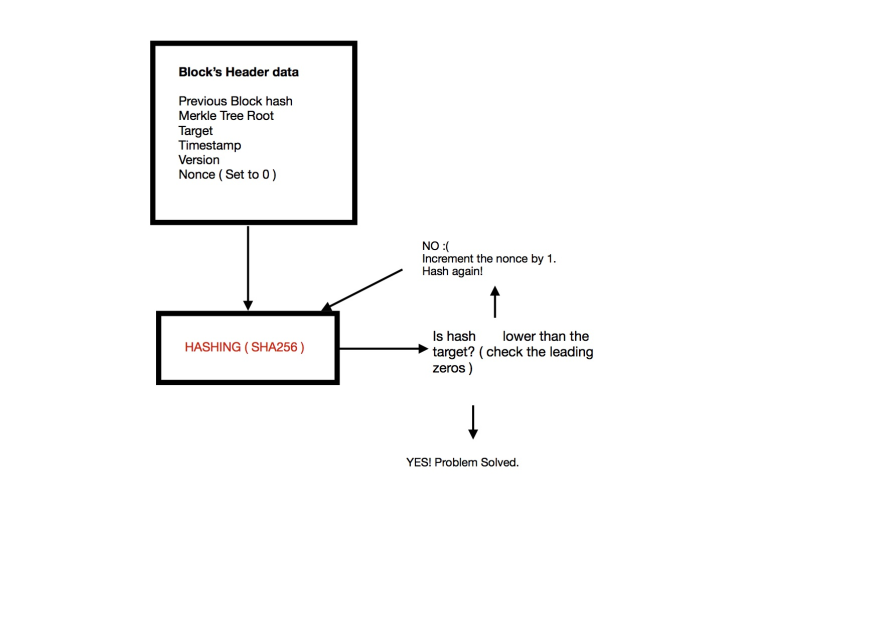 Block's Header data
Previous Block hash
Merkle Tree Root
Target
Timestamp
Version
Nonce ( Set to 0 )
NO :(
Increment the nonce by 1.
Hash again!
HASHING ( SHA256 )
Is hash lower than the
target? ( check the leading
zeros )
YES! Problem Solved.